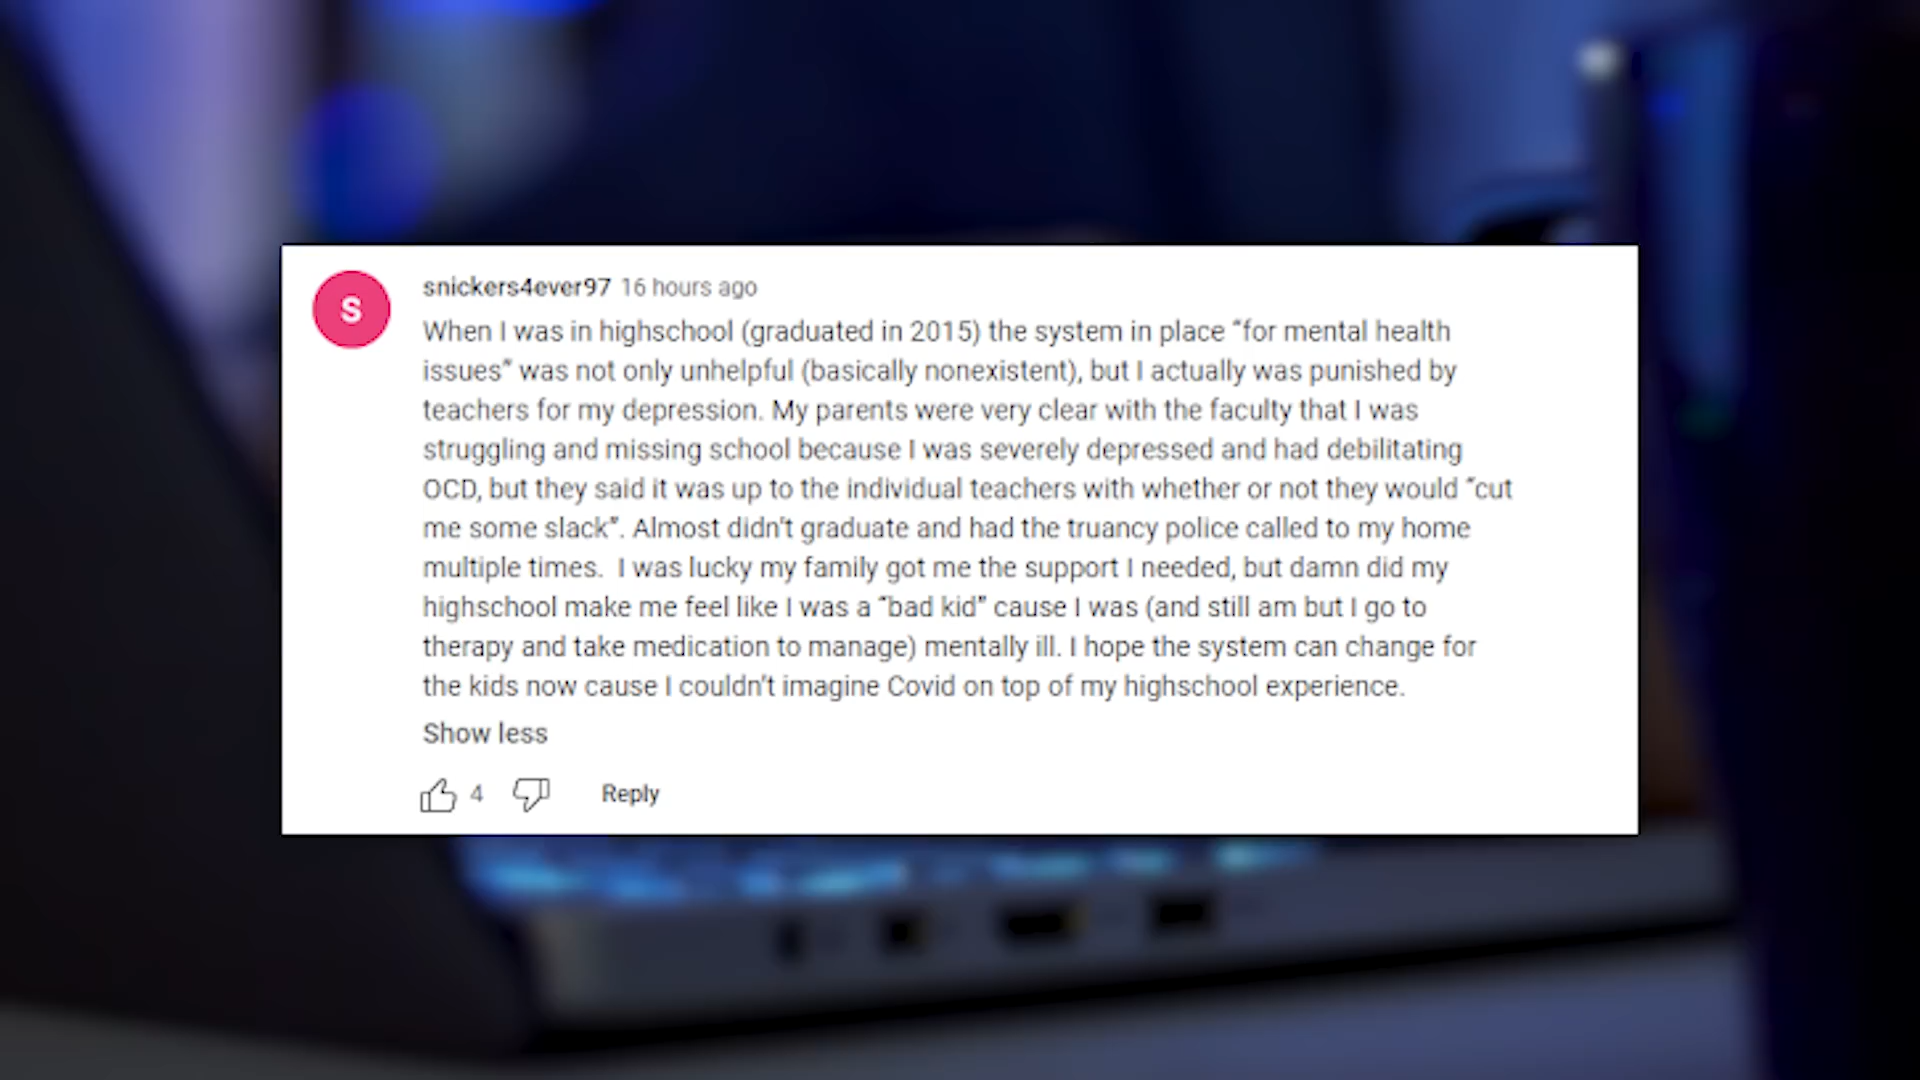 S
snickers4ever97 16 hours ago
When I was in highschool (graduated in 2015) the system in place “for mental health
issues” was not only unhelpful (basically nonexistent), but I actually was punished by
teachers for my depression. My parents were very clear with the faculty that I was
struggling and missing school because I was severely depressed and had debilitating
OCD, but they said it was up to the individual teachers with whether or not they would “cut
me some slack”. Almost didn’t graduate and had the truancy police called to my home
multiple times.  I was lucky my family got me the support I needed, but damn did my
highschool make me feel like I was a “bad kid” cause I was (and still am but I go to
therapy and take medication to manage) mentally ill. I hope the system can change for
the kids now cause I couldn’t imagine Covid on top of my highschool experience.
Show less
4 Reply